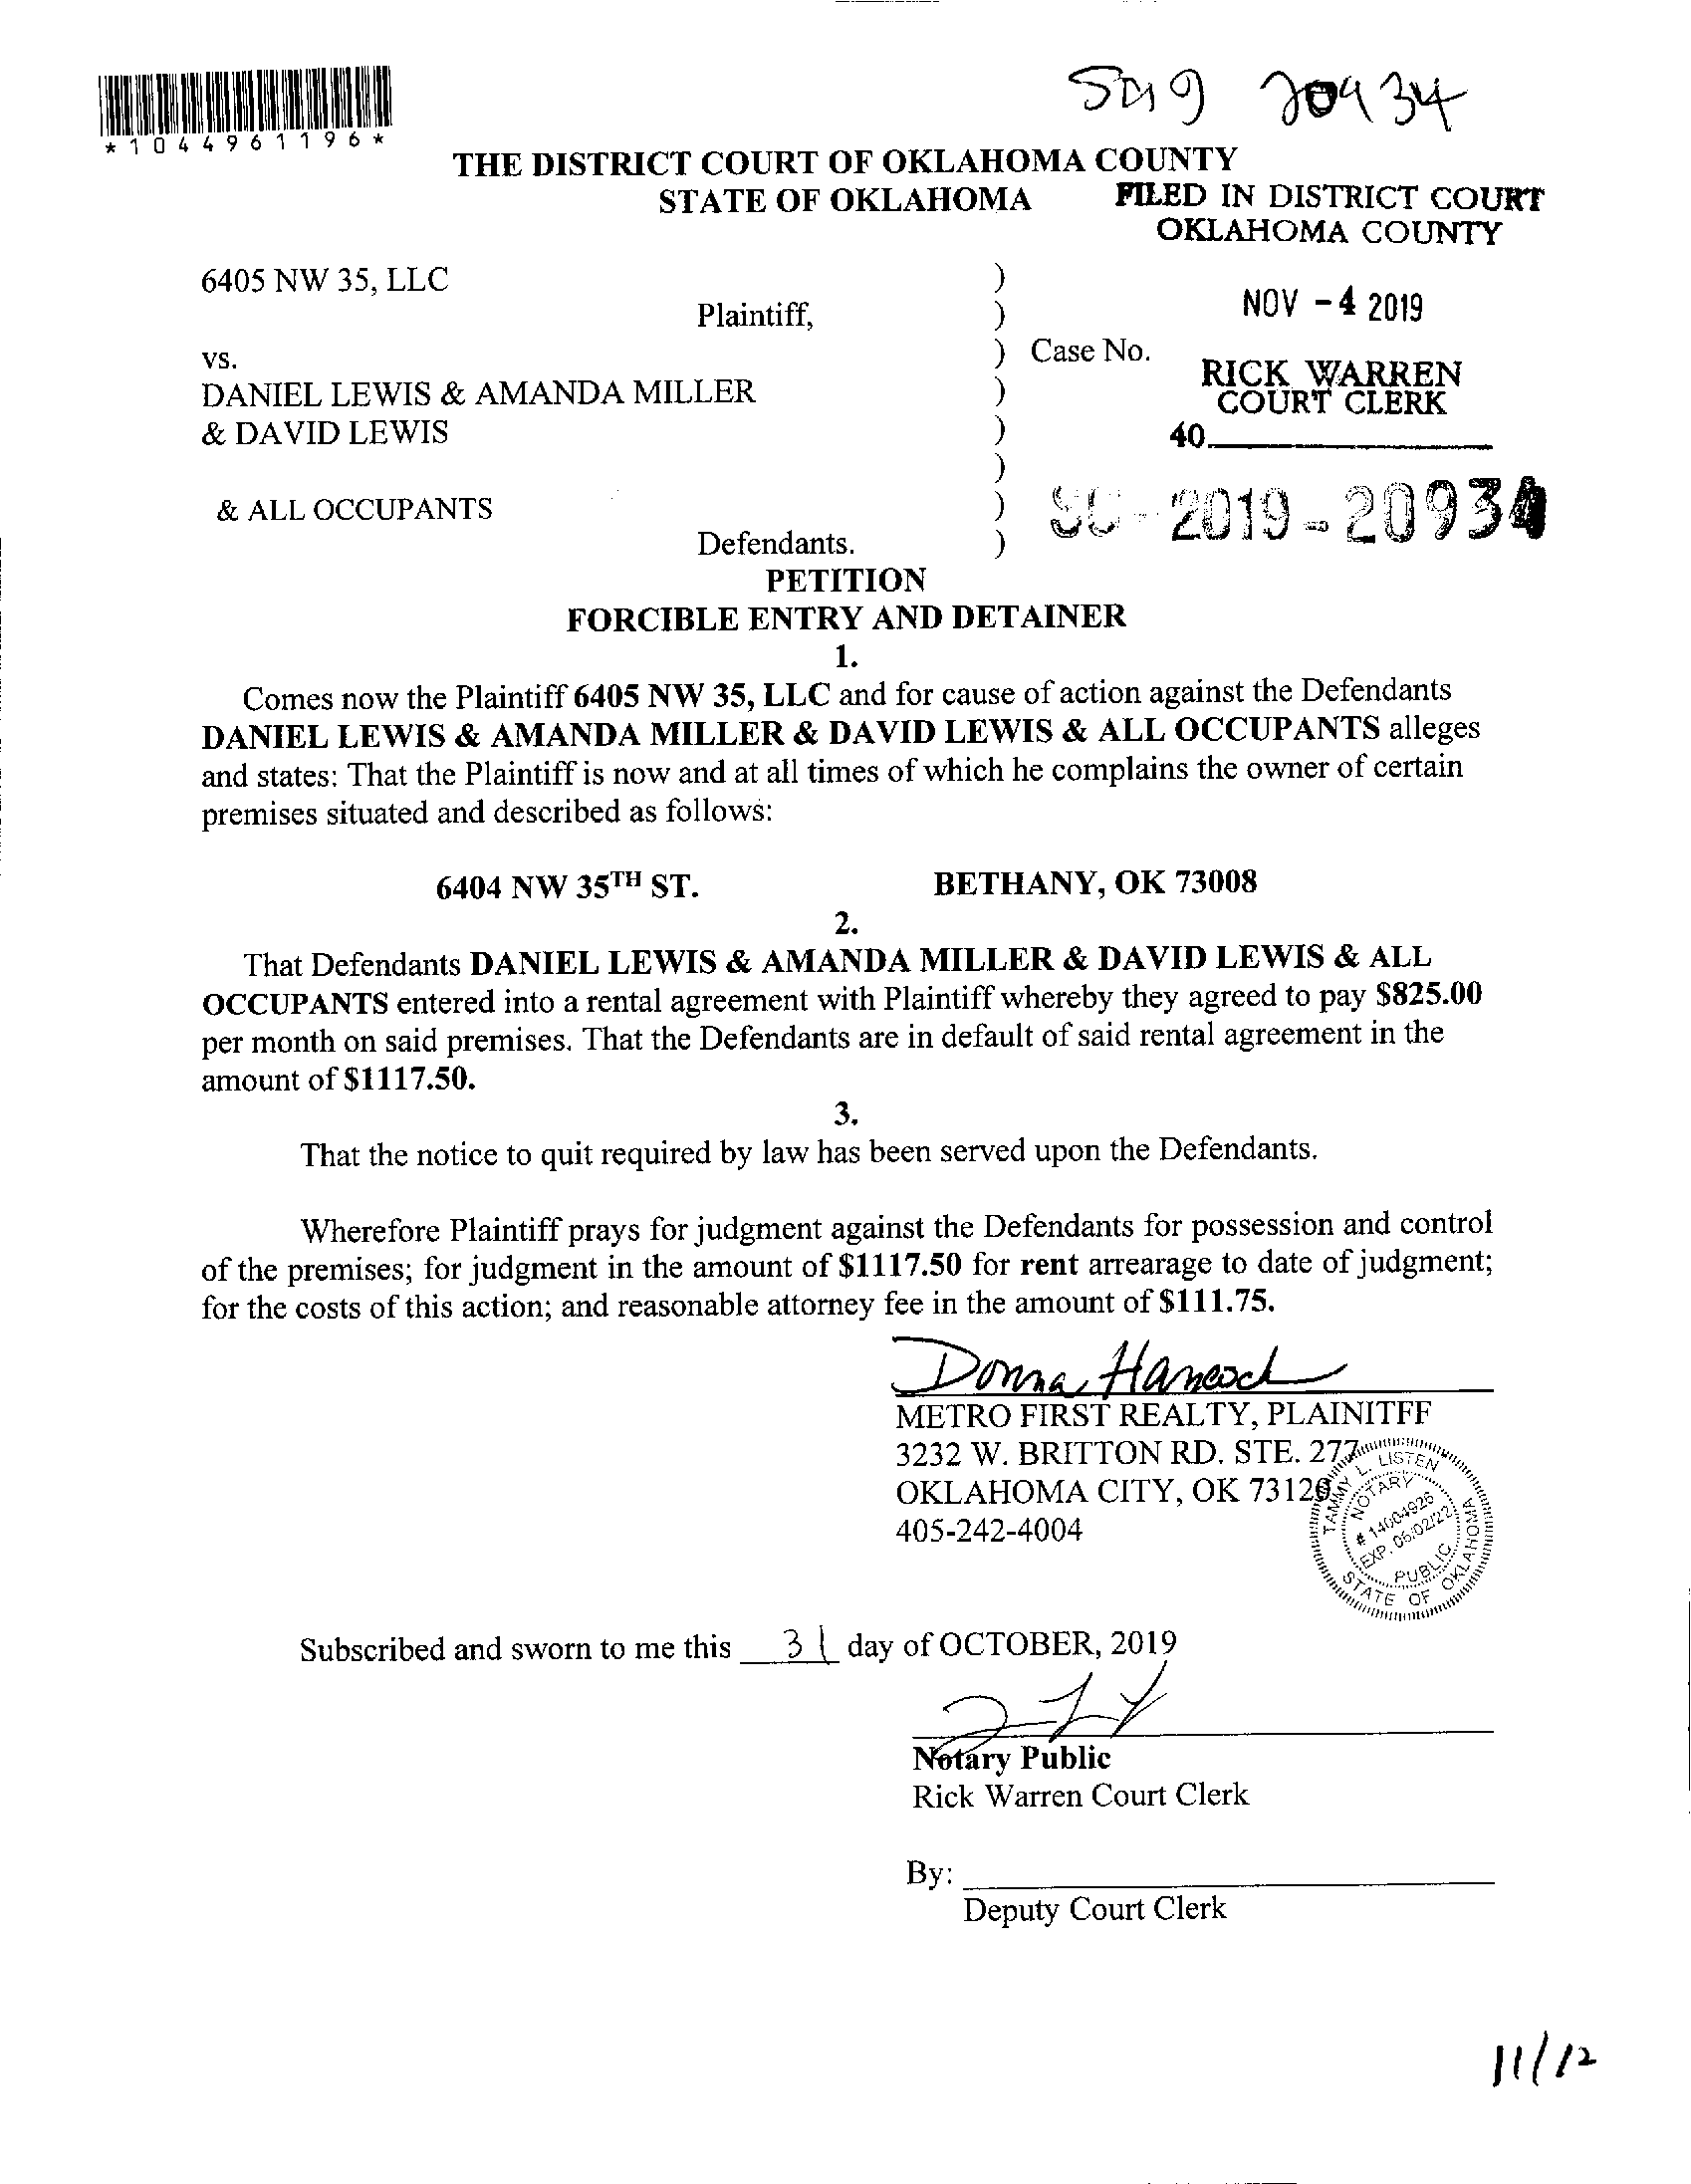 *1044961196*
THE DISTRICT COURT OF OKLAHOMA COUNTY
STATE OF OKLAHOMA
FILED IN DISTRICT COURT
OKLAHOMA COUNTY
6405 NW 35, LLC )
Plaintiff, )
NOV -4 2019
vs. ) Case No.
RICK WARREN
COURT CLERK
DANIEL LEWIS & AMANDA MILLER )
& DAVID LEWIS )
40
)
& ALL OCCUPANTS )
SC-2019-20934
Defendants. )
PETITION
FORCIBLE ENTRY AND DETAINER
1.
Comes now the Plaintiff 6405 NW 35, LLC and for cause of action against the Defendants
DANIEL LEWIS & AMANDA MILLER & DAVID LEWIS & ALL OCCUPANTS alleges
and states: That the Plaintiff is now and at all times of which he complains the owner of certain
premises situated and described as follows:
6404 NW 35TH ST. BETHANY, OK 73008
2.
That Defendants DANIEL LEWIS & AMANDA MILLER & DAVID LEWIS & ALL
OCCUPANTS entered into a rental agreement with Plaintiff whereby they agreed to pay $825.00
per month on said premises. That the Defendants are in default of said rental agreement in the
amount of $1117.50.
3.
That the notice to quit required by law has been served upon the Defendants.
Wherefore Plaintiff prays for judgment against the Defendants for possession and control
of the premises; for judgment in the amount of $1117.50 for rent arrearage to date of judgment;
for the costs of this action; and reasonable attorney fee in the amount of $111.75.
Donna Hancock
METRO FIRST REALTY, PLAINITFF
3232 W. BRITTON RD. STE. 277
OKLAHOMA CITY, OK 73120
405-242-4004
TAMMY L. LISTEN
NOTARY
# 14004926
EXP. 05/02/22
PUBLIC
STATE OF OKLAHOMA
Subscribed and sworn to me this 31 day of OCTOBER, 2019
Notary Public
Rick Warren Court Clerk
By:
Deputy Court Clerk
11/12